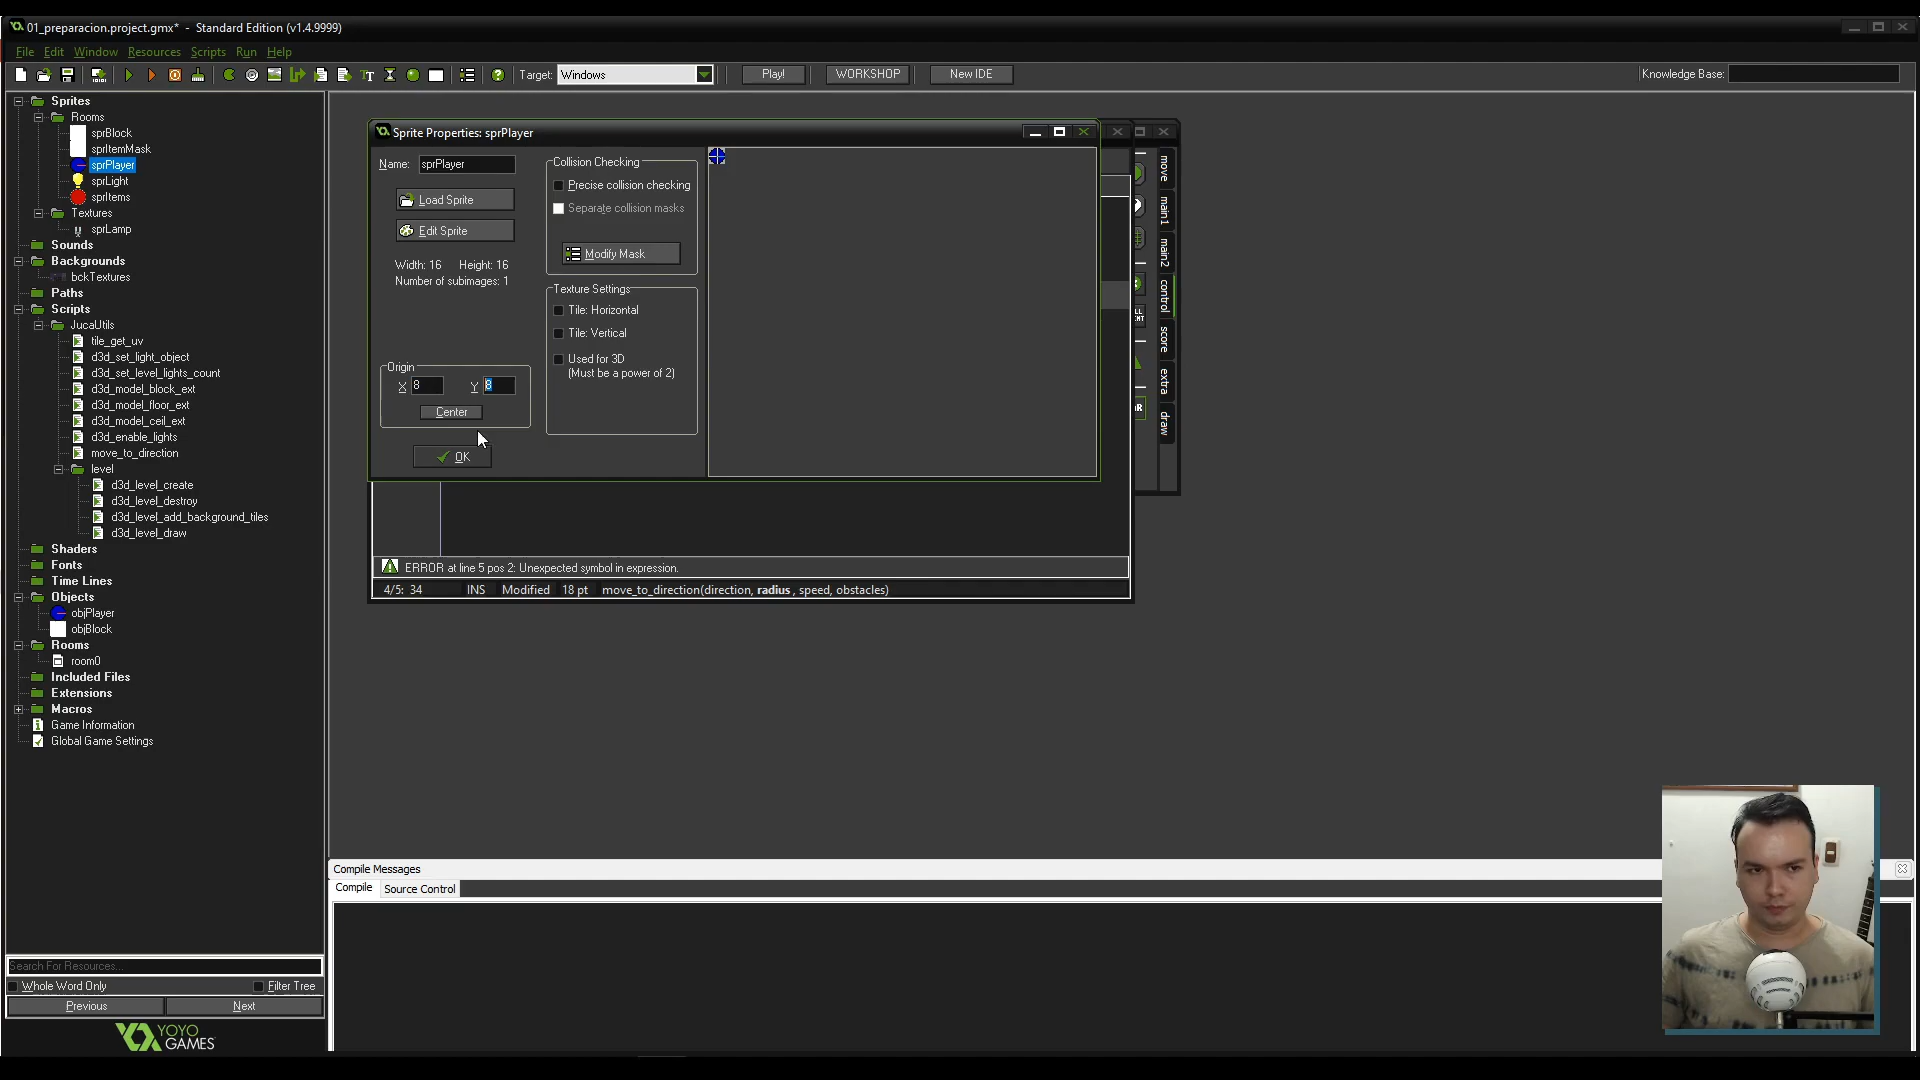 01_preparacion.project.gmx* - Standard Edition (v1.4.9999)
File Edit Window Resources Scripts Run Help
Target: Windows Play! WORKSHOP New IDE Knowledge Base:
Sprites
Rooms
sprBlock
sprItemMask
sprPlayer
sprLight
sprItems
Textures
sprLamp
Sounds
Backgrounds
bckTextures
Paths
Scripts
JucaUtils
tile_get_uv
d3d_set_light_object
d3d_set_level_lights_count
d3d_model_block_ext
d3d_model_floor_ext
d3d_model_ceil_ext
d3d_enable_lights
move_to_direction
level
d3d_level_create
d3d_level_destroy
d3d_level_add_background_tiles
d3d_level_draw
Shaders
Fonts
Time Lines
Objects
objPlayer
objBlock
Rooms
room0
Included Files
Extensions
Macros
Game Information
Global Game Settings
Search For Resources...
Whole Word Only Filter Tree
Previous Next
YOYO
GAMES
Sprite Properties: sprPlayer
Name: sprPlayer
Load Sprite
Edit Sprite
Width: 16 Height: 16
Number of subimages: 1
Origin
X 8 Y 8
Center
OK
Collision Checking
Precise collision checking
Separate collision masks
Modify Mask
Texture Settings
Tile: Horizontal
Tile: Vertical
Used for 3D
(Must be a power of 2)
move
main1
main2
control
score
extra
draw
ERROR at line 5 pos 2: Unexpected symbol in expression.
4/5: 34 INS Modified 18 pt move_to_direction(direction, radius , speed, obstacles)
Compile Messages
Compile Source Control